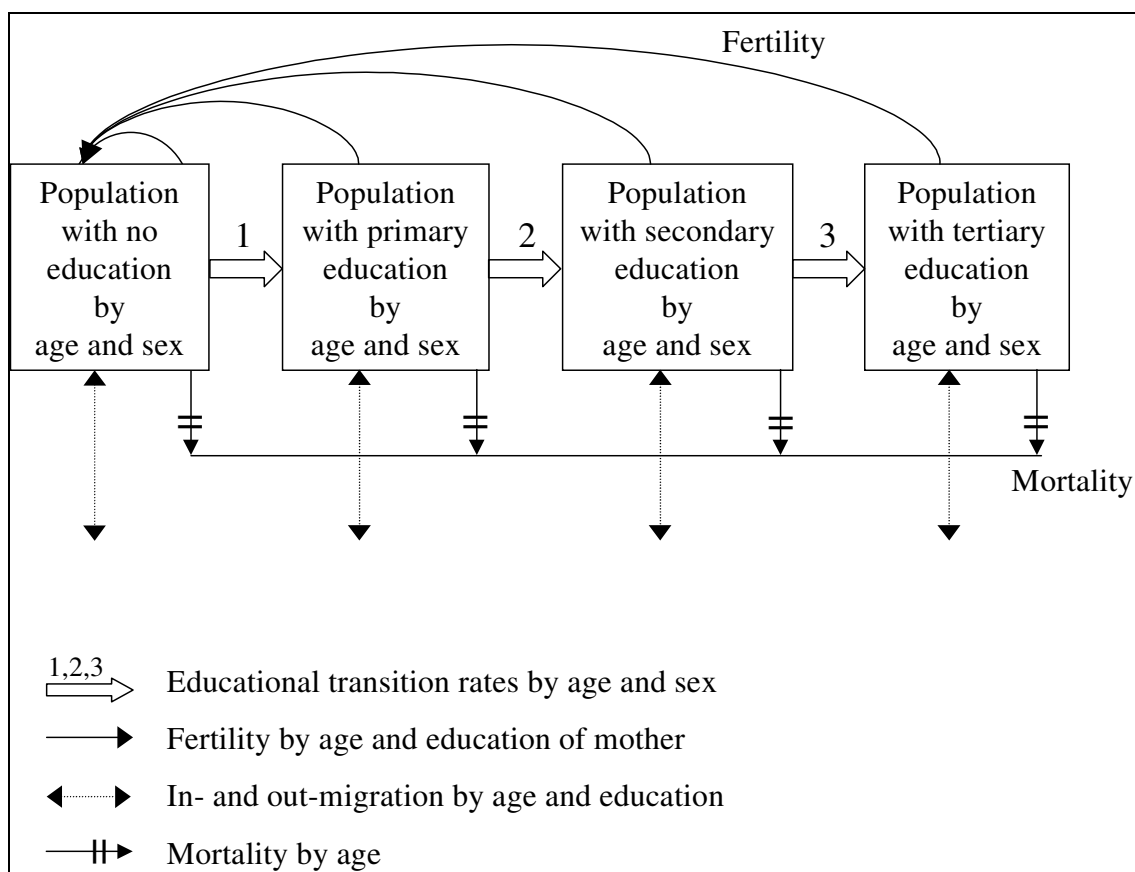 Fertility
Population
with no
education
by
age and sex
1
Population
with primary
education
by
age and sex
2
Population
with secondary
education
by
age and sex
3
Population
with tertiary
education
by
age and sex
Mortality
1,2,3
Educational transition rates by age and sex
Fertility by age and education of mother
In- and out-migration by age and education
Mortality by age